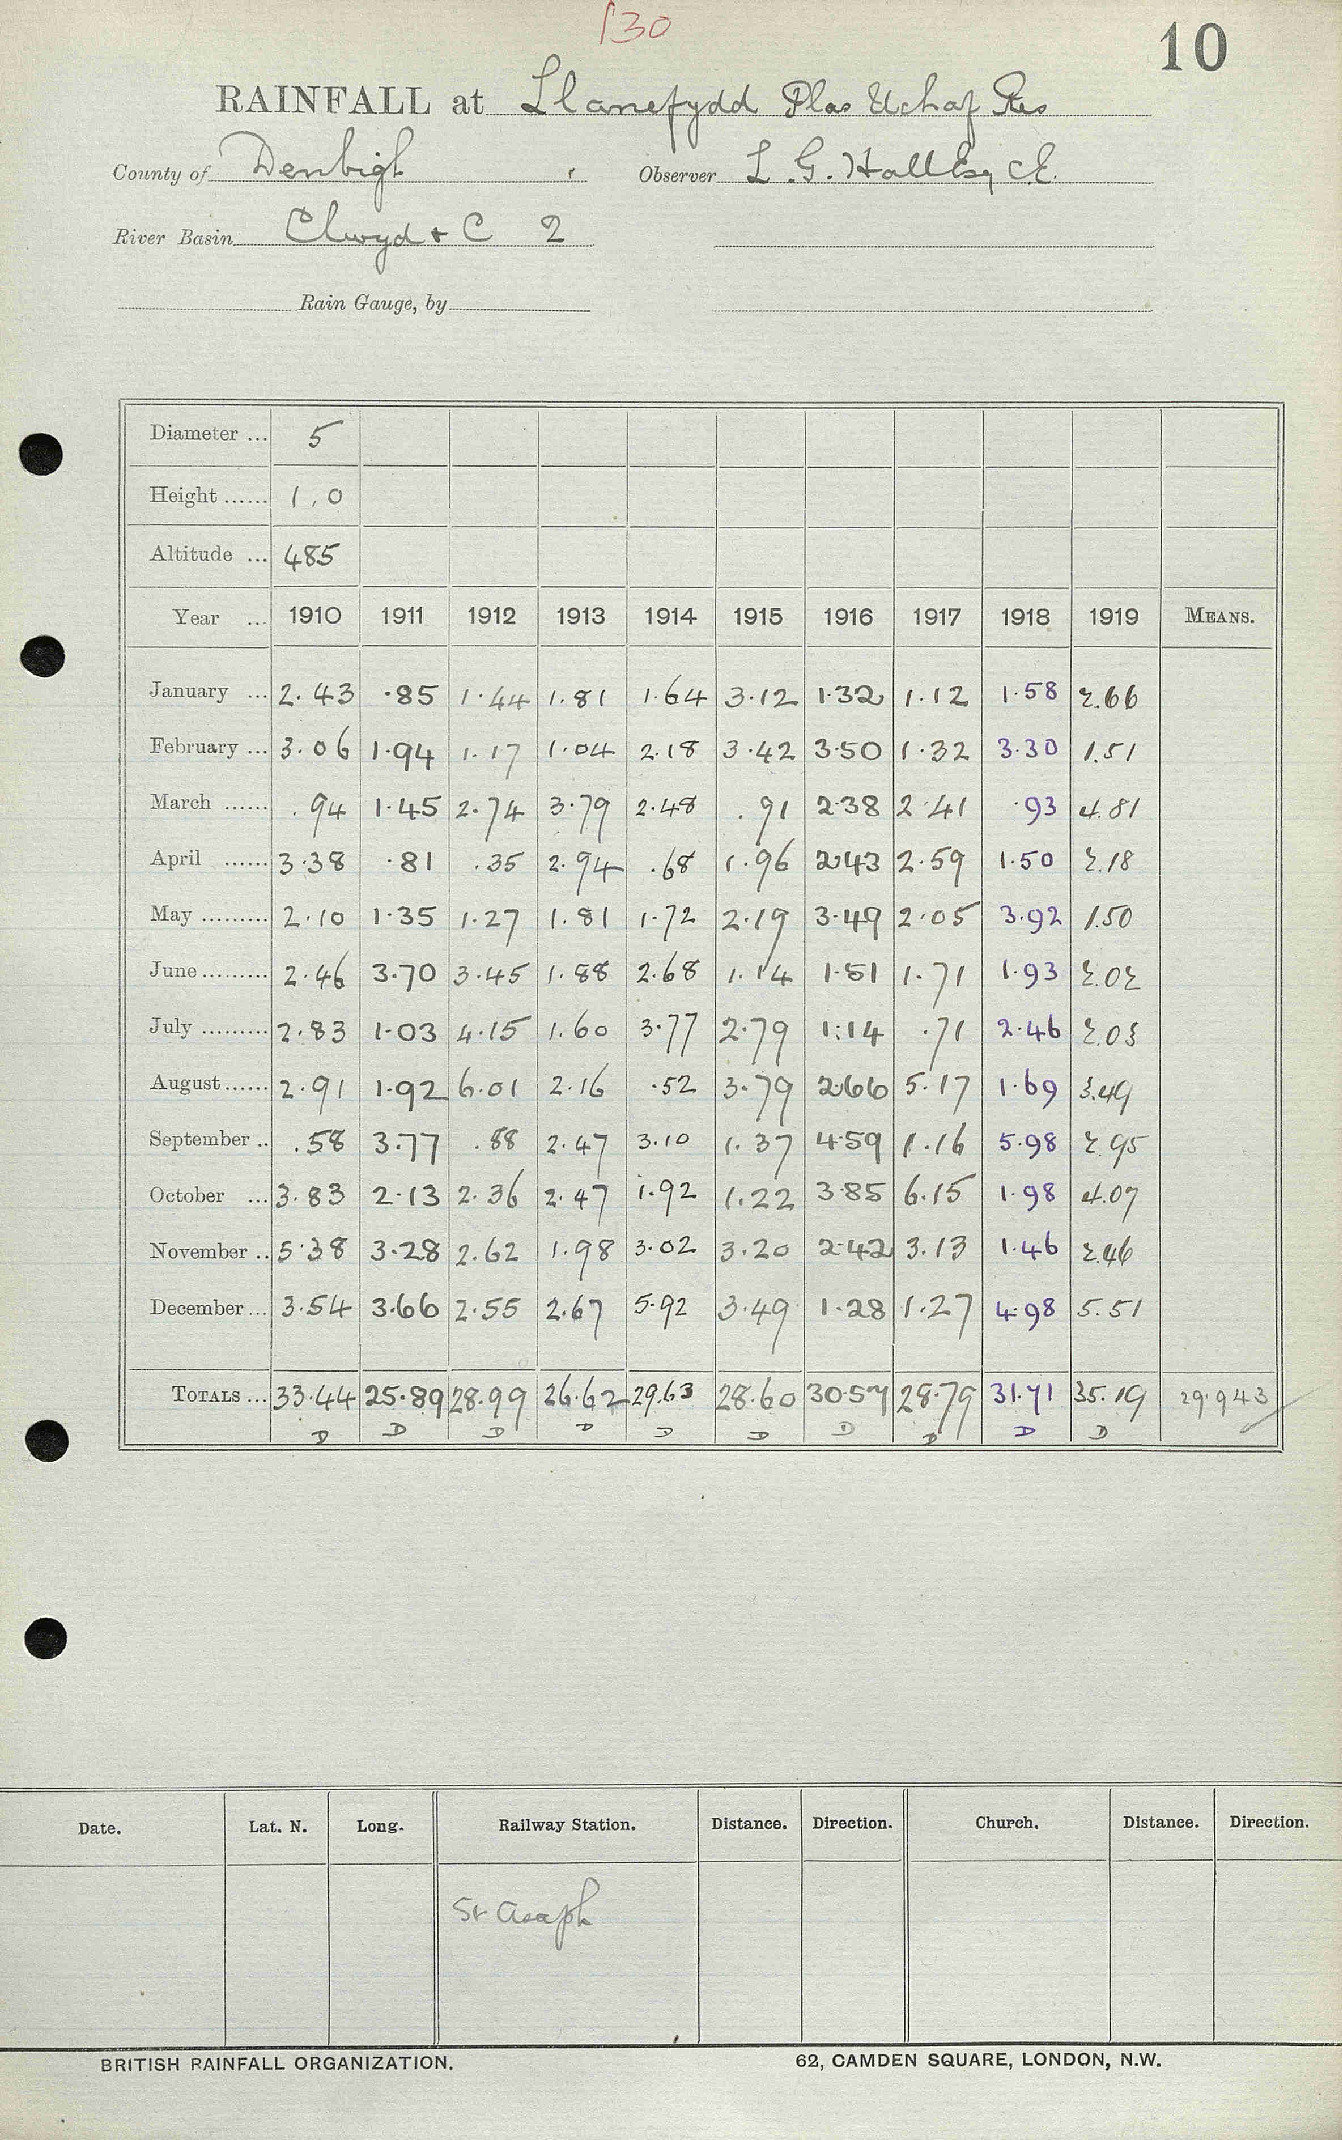 130
10
RAINFALL at Llanefydd Plas Uchaf Res
County of Denbigh Observer L. G. Hall Esq C.E.
River Basin Clwyd + C 2
Rain Gauge, by
Diameter ... 5
Height ...... 1.0
Altitude ... 485
Year ... 1910 1911 1912 1913 1914 1915 1916 1917 1918 1919 MEANS.
January ... 2.43 .85 1.44 1.81 1.64 3.12 1.32 1.12 1.58 2.66
February ... 3.06 1.94 1.17 1.04 2.18 3.42 3.50 1.32 3.30 1.51
March ...... .94 1.45 2.74 3.79 2.48 .91 2.38 2.41 .93 4.81
April ...... 3.38 .81 .35 2.94 .68 1.96 2.43 2.59 1.50 2.18
May ......... 2.10 1.35 1.27 1.81 1.72 2.19 3.49 2.05 3.92 1.50
June ......... 2.46 3.70 3.45 1.88 2.68 1.14 1.51 1.71 1.93 2.02
July ......... 2.83 1.03 4.15 1.60 3.77 2.79 1.14 .71 2.46 2.03
August ...... 2.91 1.92 6.01 2.16 .52 3.79 2.66 5.17 1.69 3.49
September .. .58 3.77 .88 2.47 3.10 1.37 4.59 1.16 5.98 2.95
October ... 3.83 2.13 2.36 2.47 1.92 1.22 3.85 6.15 1.98 4.07
November .. 5.38 3.28 2.62 1.98 3.02 3.20 2.42 3.13 1.46 2.46
December ... 3.54 3.66 2.55 2.67 5.92 3.49 1.28 1.27 4.98 5.51
TOTALS ... 33.44 25.89 28.99 26.62 29.63 28.60 30.57 28.79 31.71 35.19 29.943
D D D D D D D D D D
Date. Lat. N. Long. Railway Station. Distance. Direction. Church. Distance. Direction.
St Asaph
BRITISH RAINFALL ORGANIZATION. 62, CAMDEN SQUARE, LONDON, N.W.